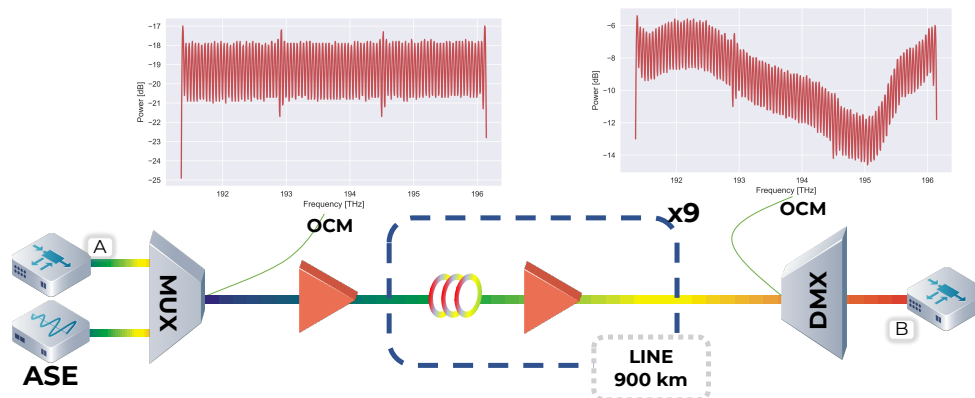 −17
−18
−19
−20
−21
−22
−23
−24
−25
Power [dB]
192
193
194
195
196
Frequency [THz]
OCM
−6
−8
−10
−12
−14
Power [dB]
192
193
194
195
196
Frequency [THz]
OCM
x9
A
MUX
ASE
DMX
B
LINE
900 km